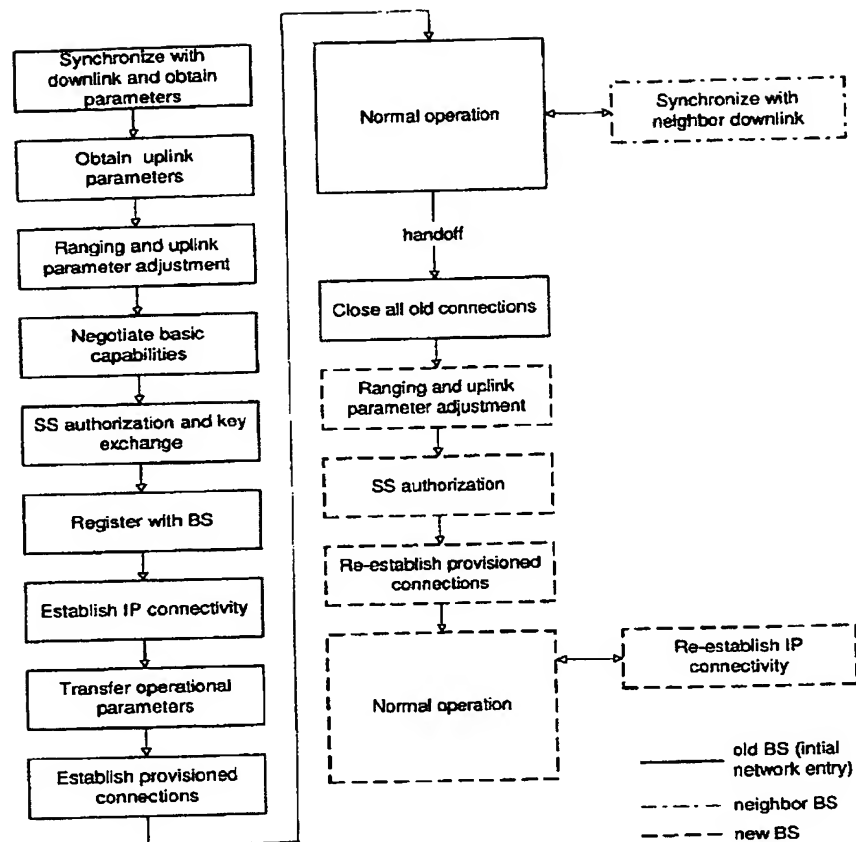 Synchronize with
downlink and obtain
parameters
Obtain uplink
parameters
Ranging and uplink
parameter adjustment
Negotiate basic
capabilities
SS authorization and key
exchange
Register with BS
Establish IP connectivity
Transfer operational
parameters
Establish provisioned
connections
Normal operation
Synchronize with
neighbor downlink
handoff
Close all old connections
Ranging and uplink
parameter adjustment
SS authorization
Re-establish provisioned
connections
Normal operation
Re-establish IP
connectivity
old BS (intial
network entry)
neighbor BS
new BS